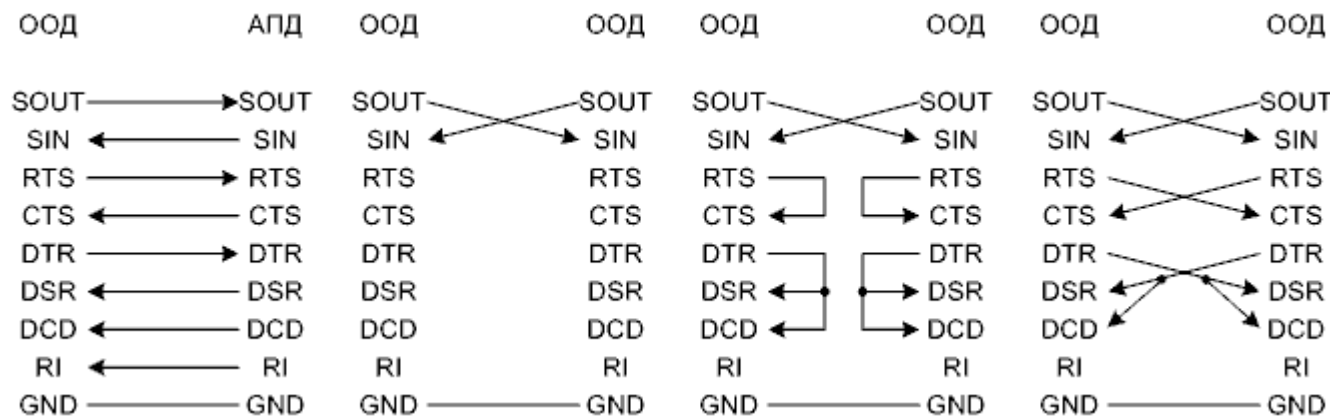 ООД АПД ООД ООД ООД ООД ООД ООД
SOUT SOUT SOUT SOUT SOUT SOUT SOUT SOUT
SIN SIN SIN SIN SIN SIN SIN SIN
RTS RTS RTS RTS RTS RTS RTS RTS
CTS CTS CTS CTS CTS CTS CTS CTS
DTR DTR DTR DTR DTR DTR DTR DTR
DSR DSR DSR DSR DSR DSR DSR DSR
DCD DCD DCD DCD DCD DCD DCD DCD
RI RI RI RI RI RI RI RI
GND GND GND GND GND GND GND GND